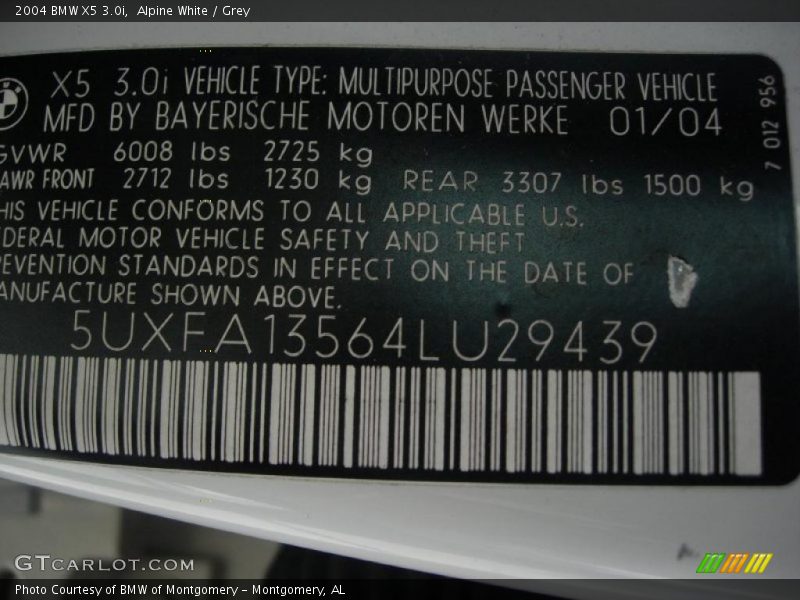 2004 BMW X5 3.0i, Alpine White / Grey
X5 3.0i VEHICLE TYPE: MULTIPURPOSE PASSENGER VEHICLE
MFD BY BAYERISCHE MOTOREN WERKE 01/04
7 012 956
GVWR 6008 lbs 2725 kg
AWR FRONT 2712 lbs 1230 kg REAR 3307 lbs 1500 kg
HIS VEHICLE CONFORMS TO ALL APPLICABLE U.S.
EDERAL MOTOR VEHICLE SAFETY AND THEFT
EVENTION STANDARDS IN EFFECT ON THE DATE OF
ANUFACTURE SHOWN ABOVE.
5UXFA13564LU29439
GTCARLOT.COM
Photo Courtesy of BMW of Montgomery - Montgomery, AL